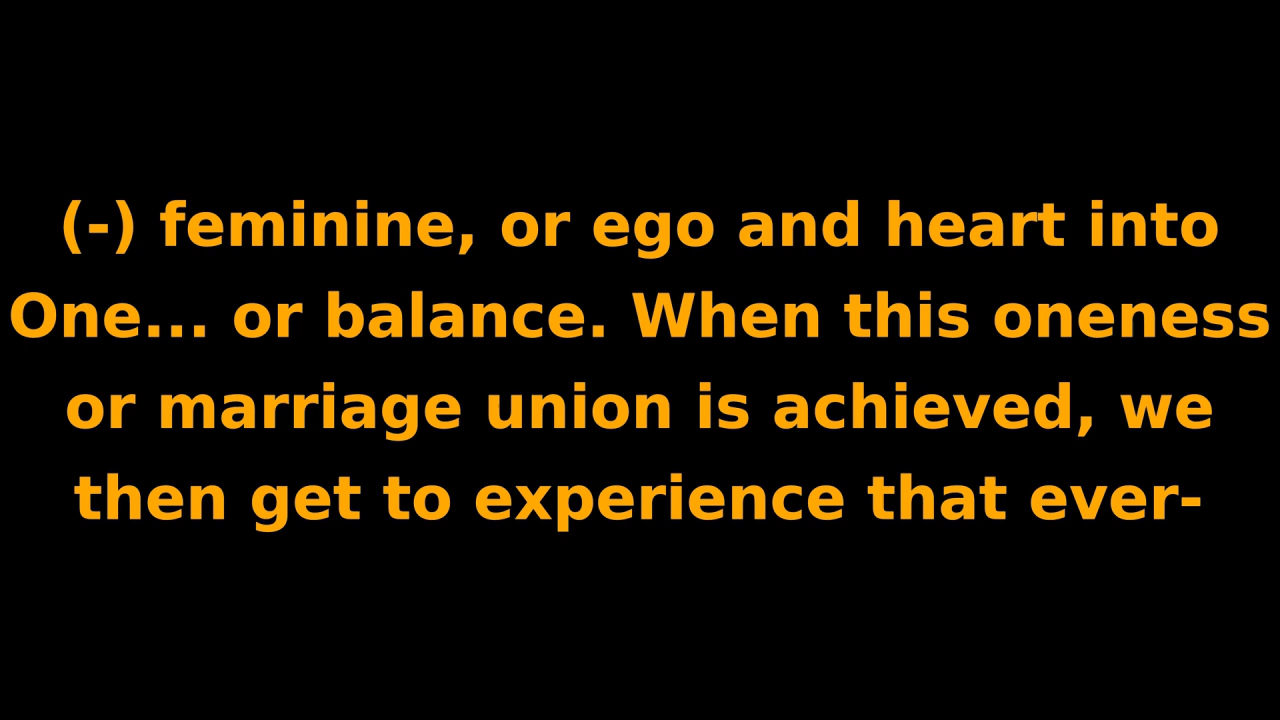 (-) feminine, or ego and heart into
One... or balance. When this oneness
or marriage union is achieved, we
then get to experience that ever-